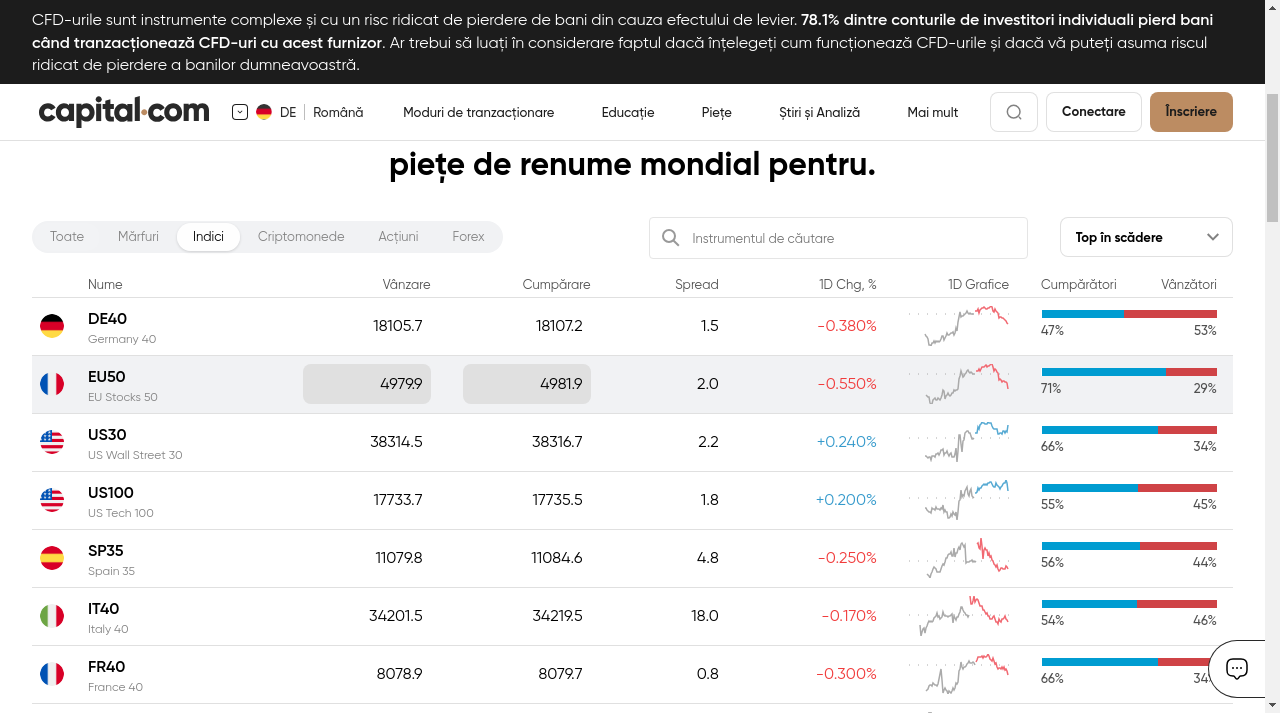 CFD-urile sunt instrumente complexe și cu un risc ridicat de pierdere de bani din cauza efectului de levier. 78.1% dintre conturile de investitori individuali pierd bani
când tranzacționează CFD-uri cu acest furnizor. Ar trebui să luați în considerare faptul dacă înțelegeți cum funcționează CFD-urile și dacă vă puteți asuma riscul
ridicat de pierdere a banilor dumneavoastră.
capital.com DE Română Moduri de tranzacționare Educație Piețe Știri și Analiză Mai mult Conectare Înscriere
piețe de renume mondial pentru.
Toate Mărfuri Indici Criptomonede Acțiuni Forex Instrumentul de căutare Top în scădere
Nume Vânzare Cumpărare Spread 1D Chg, % 1D Grafice Cumpărători Vânzători
DE40 18105.7 18107.2 1.5 -0.380% 47% 53%
Germany 40
EU50 4979.9 4981.9 2.0 -0.550% 71% 29%
EU Stocks 50
US30 38314.5 38316.7 2.2 +0.240% 66% 34%
US Wall Street 30
US100 17733.7 17735.5 1.8 +0.200% 55% 45%
US Tech 100
SP35 11079.8 11084.6 4.8 -0.250% 56% 44%
Spain 35
IT40 34201.5 34219.5 18.0 -0.170% 54% 46%
Italy 40
FR40 8078.9 8079.7 0.8 -0.300% 66% 34
France 40